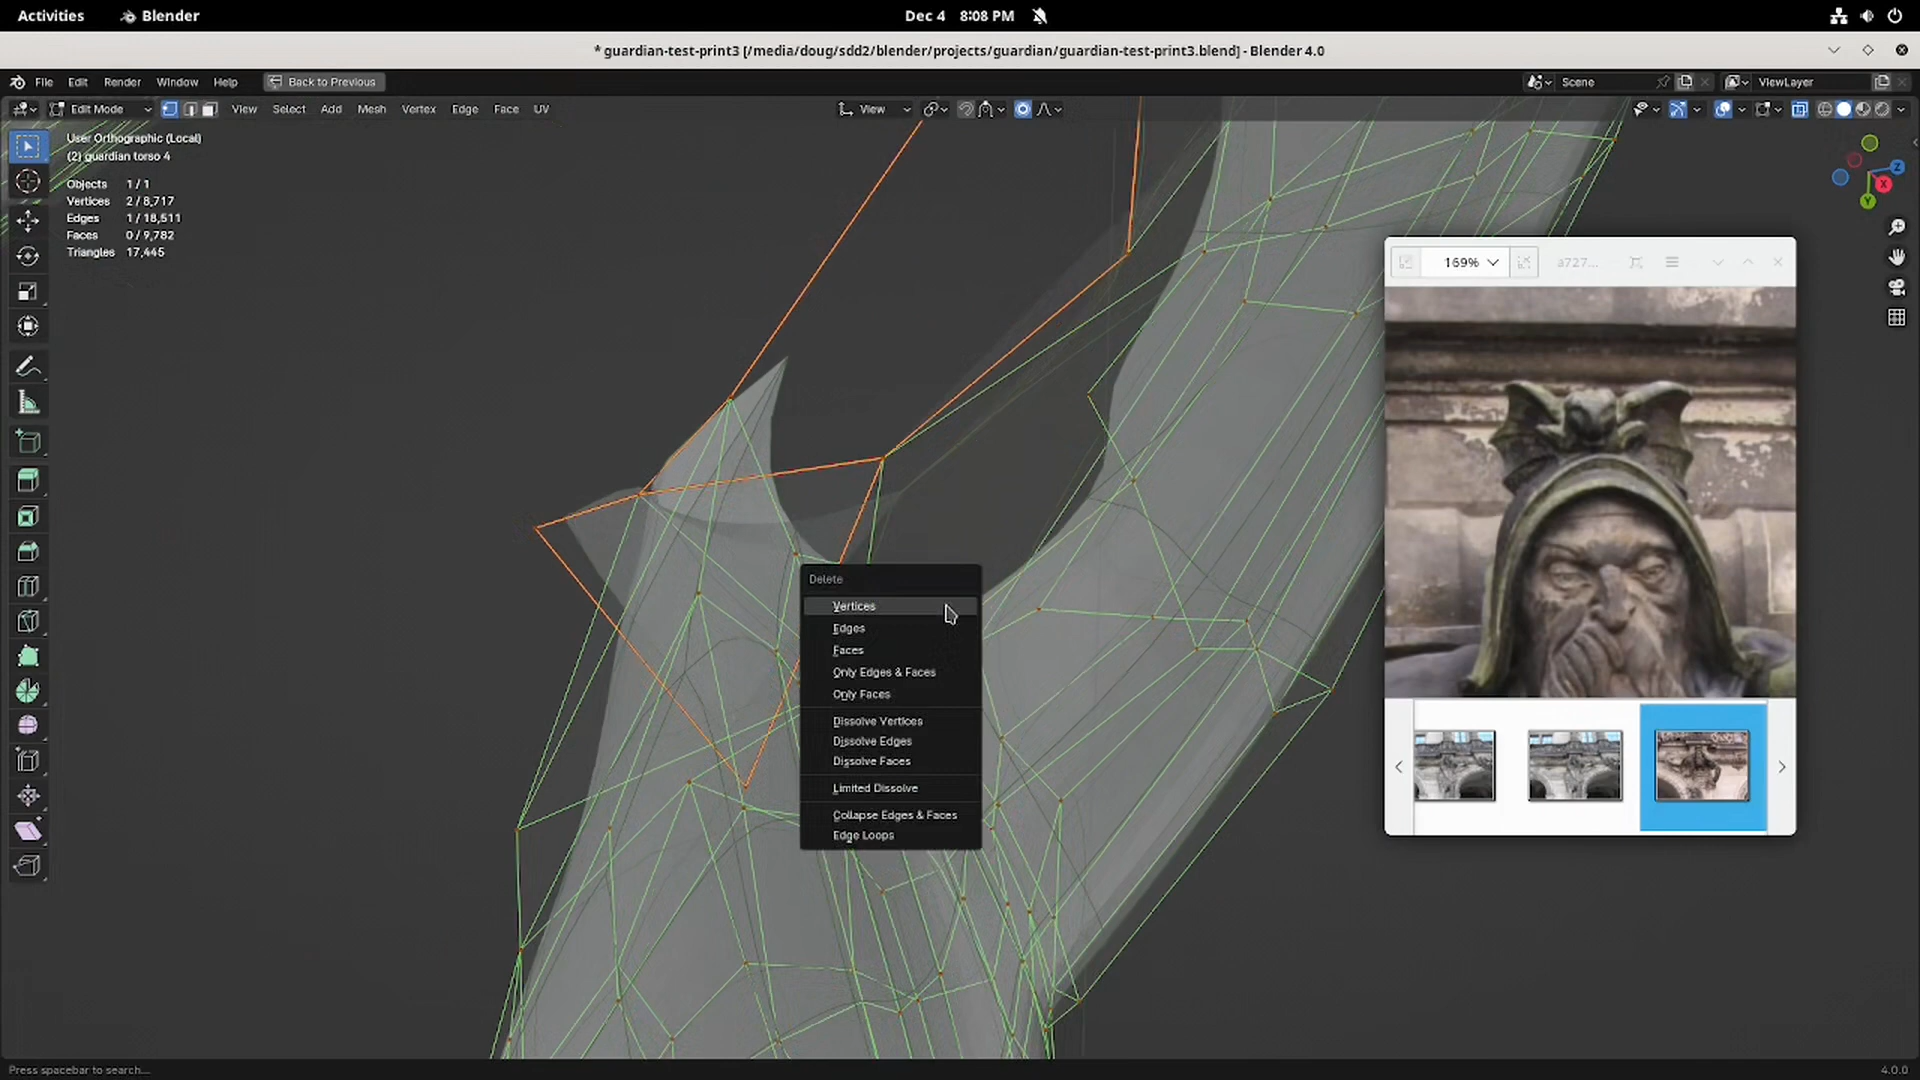 Activities Blender Dec 4 8:08 PM
* guardian-test-print3 [/media/doug/sdd2/blender/projects/guardian/guardian-test-print3.blend] - Blender 4.0
File Edit Render Window Help Back to Previous Scene ViewLayer
Edit Mode View Select Add Mesh Vertex Edge Face UV View
User Orthographic (Local)
(2) guardian torso 4
Objects 1 / 1
Vertices 2 / 8,717
Edges 1 / 18,511
Faces 0 / 9,782
Triangles 17,445
Z
X
Y
169% a727...
Delete
Vertices
Edges
Faces
Only Edges & Faces
Only Faces
Dissolve Vertices
Dissolve Edges
Dissolve Faces
Limited Dissolve
Collapse Edges & Faces
Edge Loops
Press spacebar to search... 4.0.0